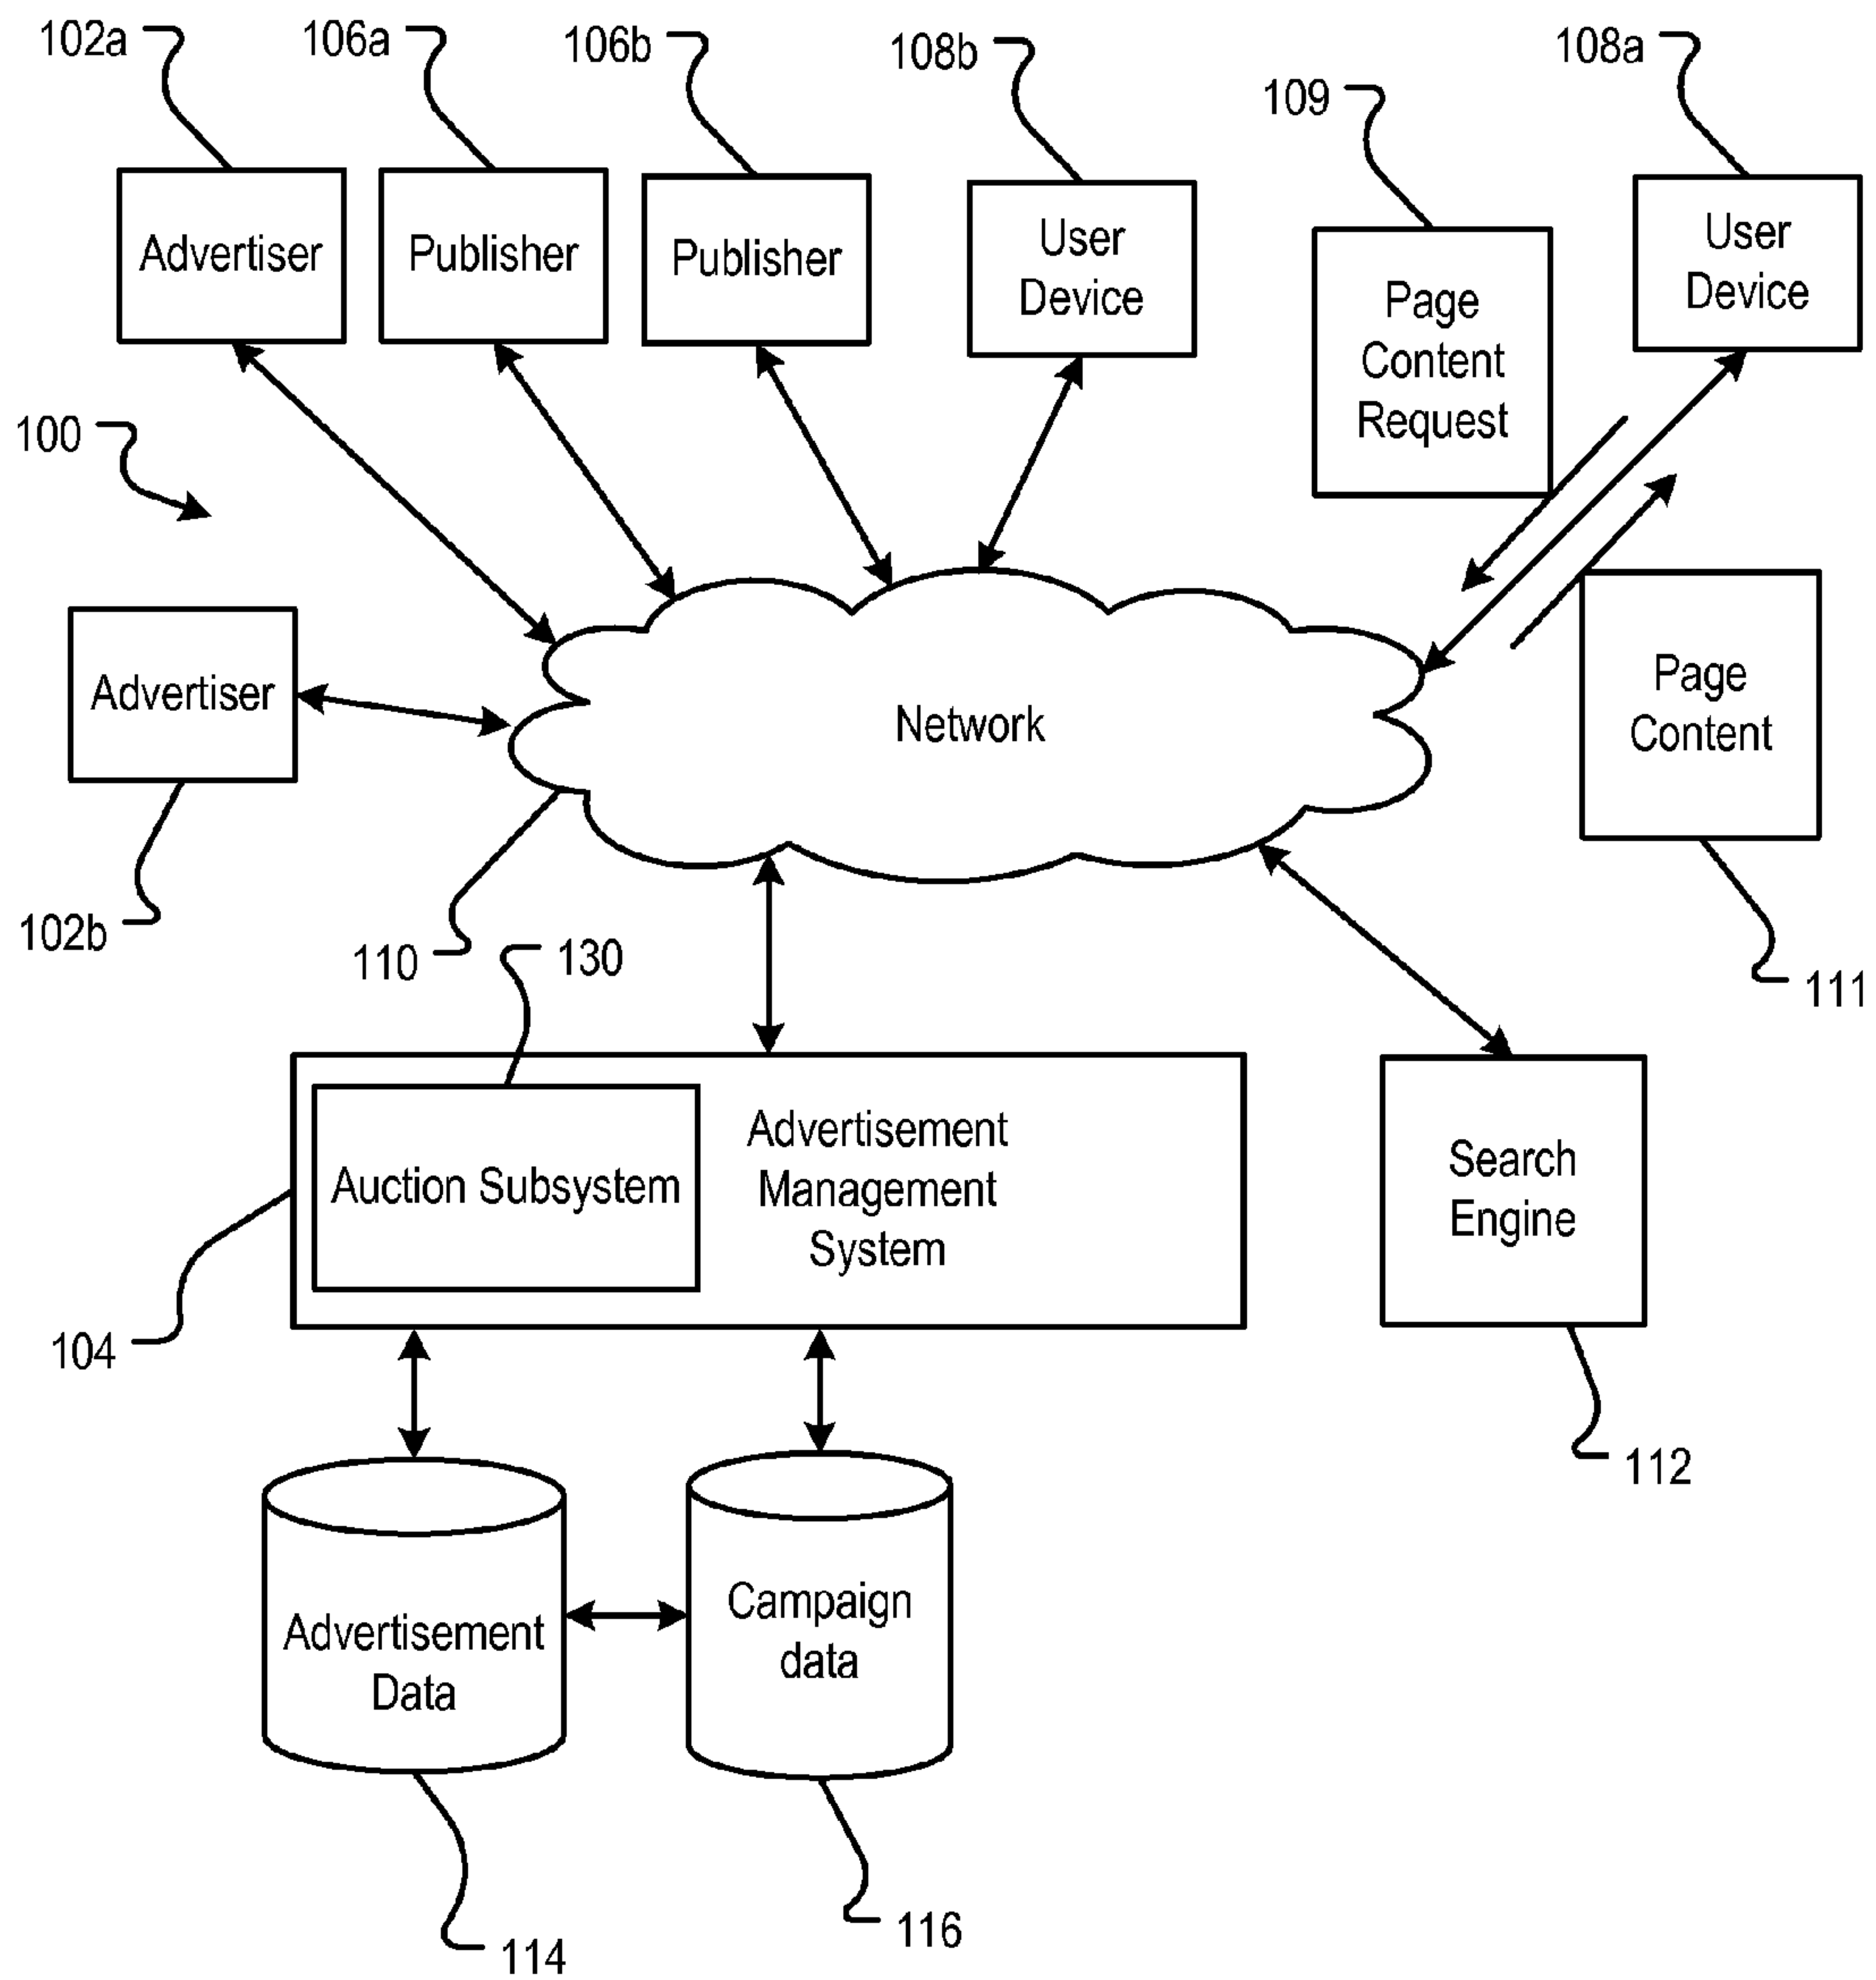 102a
106a
106b
108b
108a
109
Advertiser
Publisher
Publisher
User
Device
User
Device
Page
Content
Request
100
Advertiser
Network
Page
Content
102b
110
130
111
Auction Subsystem
Advertisement
Management
System
Search
Engine
104
112
Advertisement
Data
Campaign
data
114
116